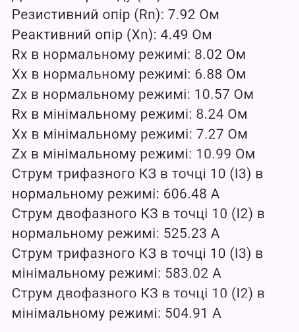 Резистивний опір (Rn): 7.92 Ом
Реактивний опір (Xn): 4.49 Ом
Rx в нормальному режимі: 8.02 Ом
Xx в нормальному режимі: 6.88 Ом
Zx в нормальному режимі: 10.57 Ом
Rx в мінімальному режимі: 8.24 Ом
Xx в мінімальному режимі: 7.27 Ом
Zx в мінімальному режимі: 10.99 Ом
Струм трифазного КЗ в точці 10 (I3) в
нормальному режимі: 606.48 А
Струм двофазного КЗ в точці 10 (I2) в
нормальному режимі: 525.23 А
Струм трифазного КЗ в точці 10 (I3) в
мінімальному режимі: 583.02 А
Струм двофазного КЗ в точці 10 (I2) в
мінімальному режимі: 504.91 А